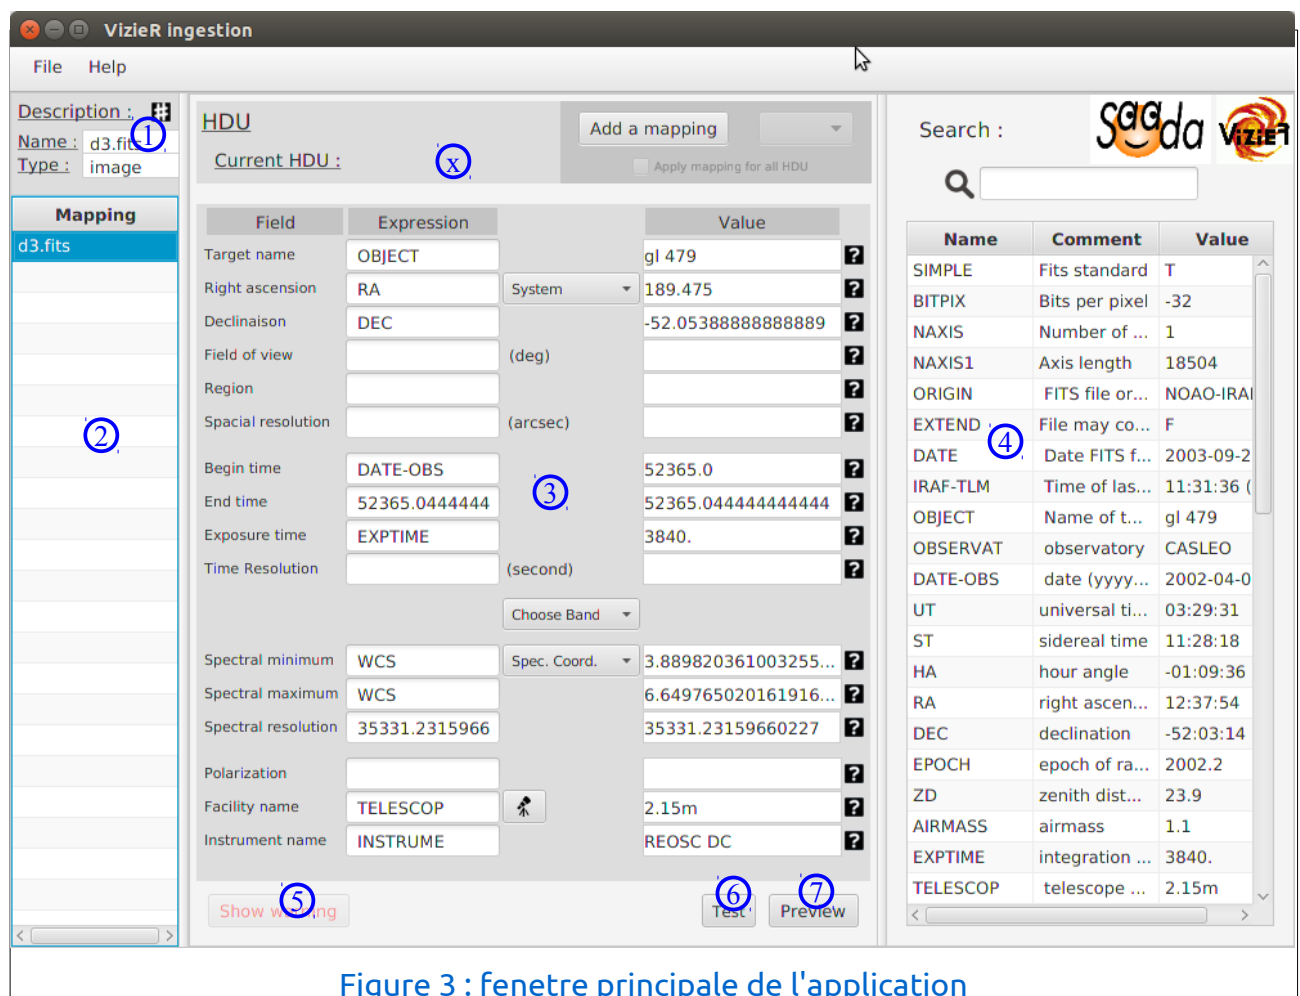 VizieR ingestion
File Help
Description :
1
Name : d3.fits
Type : image
Mapping
d3.fits
2
HDU
Current HDU :
x
Add a mapping
Apply mapping for all HDU
Field Expression Value
Target name OBJECT gl 479 ?
Right ascension RA System 189.475 ?
Declinaison DEC -52.05388888888889 ?
Field of view (deg) ?
Region ?
Spacial resolution (arcsec) ?
Begin time DATE-OBS 52365.0 ?
3
End time 52365.0444444 52365.044444444444 ?
Exposure time EXPTIME 3840. ?
Time Resolution (second) ?
Choose Band
Spectral minimum WCS Spec. Coord. 3.889820361003255... ?
Spectral maximum WCS 6.649765020161916... ?
Spectral resolution 35331.2315966 35331.23159660227 ?
Polarization ?
Facility name TELESCOP 2.15m ?
Instrument name INSTRUME REOSC DC ?
5
Show warning
6
Test
7
Preview
Search :
saada VizieR
Name Comment Value
SIMPLE Fits standard T
BITPIX Bits per pixel -32
NAXIS Number of ... 1
NAXIS1 Axis length 18504
ORIGIN FITS file or... NOAO-IRAI
EXTEND File may co... F
4
DATE Date FITS f... 2003-09-2
IRAF-TLM Time of las... 11:31:36 (
OBJECT Name of t... gl 479
OBSERVAT observatory CASLEO
DATE-OBS date (yyyy... 2002-04-0
UT universal ti... 03:29:31
ST sidereal time 11:28:18
HA hour angle -01:09:36
RA right ascen... 12:37:54
DEC declination -52:03:14
EPOCH epoch of ra... 2002.2
ZD zenith dist... 23.9
AIRMASS airmass 1.1
EXPTIME integration ... 3840.
TELESCOP telescope ... 2.15m
Figure 3 : fenetre principale de l'application